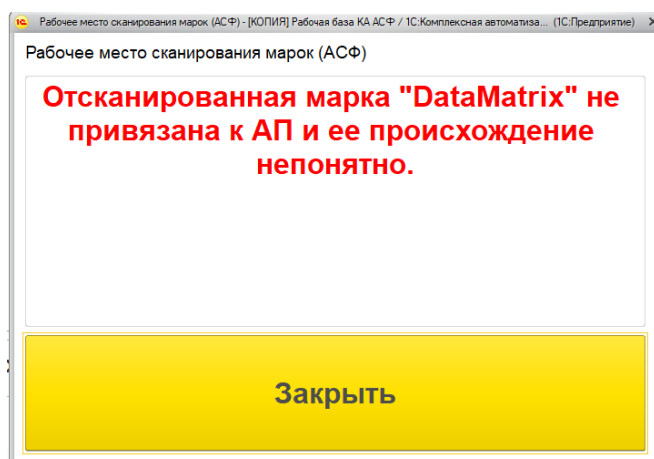 Рабочее место сканирования марок (АСФ) - [КОПИЯ] Рабочая база КА АСФ / 1С:Комплексная автоматиза... (1С:Предприятие)
Рабочее место сканирования марок (АСФ)
Отсканированная марка "DataMatrix" не
привязана к АП и ее происхождение
непонятно.
Закрыть